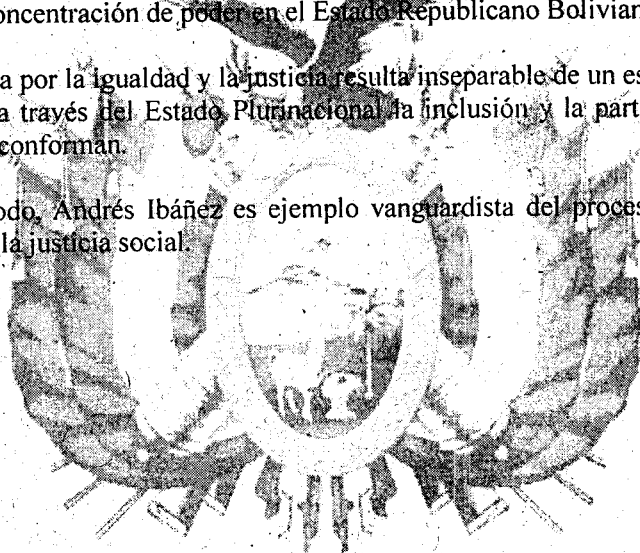 oncentración de poder en el Estado Republicano Bolivian
a por la igualdad y la justicia resulta inseparable de un es
a través del Estado Plurinacional la inclusión y la part
conforman.
odo, Andrés Ibáñez es ejemplo vanguardista del proces
la justicia social.